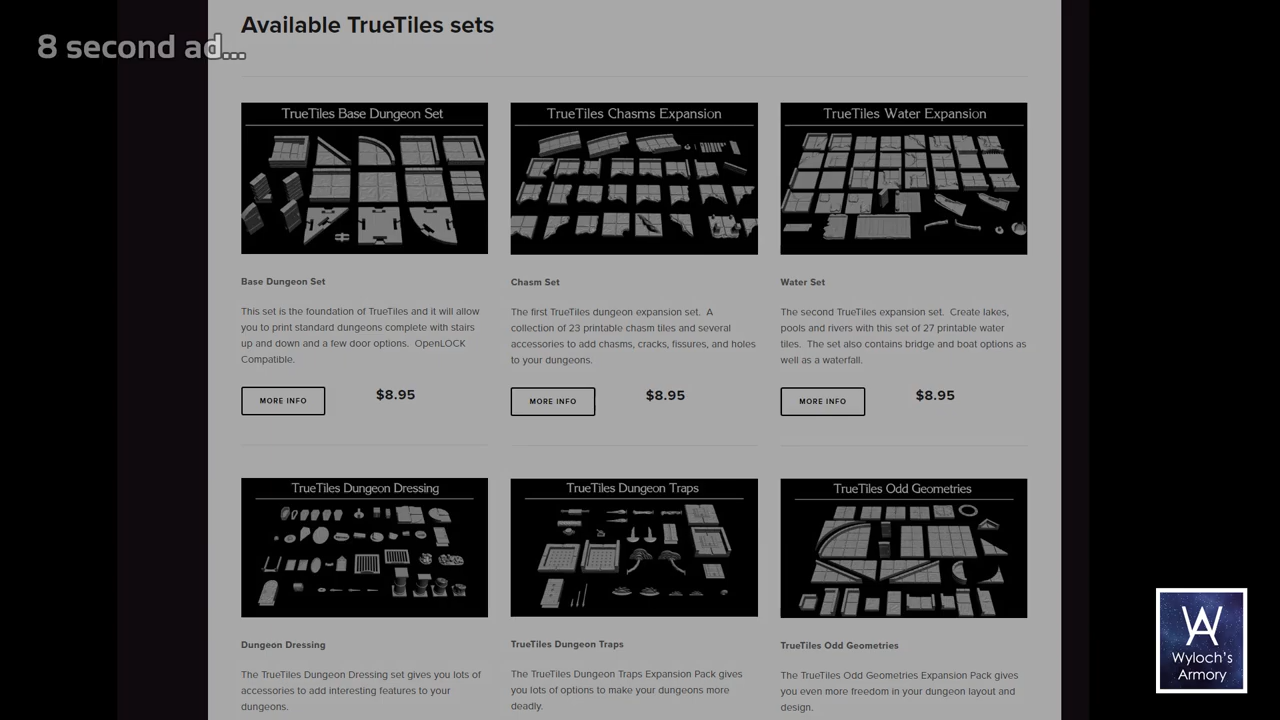 Available TrueTiles sets
8 second ad...
TrueTiles Base Dungeon Set
TrueTiles Chasms Expansion
TrueTiles Water Expansion
Base Dungeon Set
This set is the foundation of TrueTiles and it will allow
you to print standard dungeons complete with stairs
up and down and a few door options.  OpenLOCK
Compatible.
MORE INFO
$8.95
Chasm Set
The first TrueTiles dungeon expansion set.  A
collection of 23 printable chasm tiles and several
accessories to add chasms, cracks, fissures, and holes
to your dungeons.
MORE INFO
$8.95
Water Set
The second TrueTiles expansion set.  Create lakes,
pools and rivers with this set of 27 printable water
tiles.  The set also contains bridge and boat options as
well as a waterfall.
MORE INFO
$8.95
TrueTiles Dungeon Dressing
TrueTiles Dungeon Traps
TrueTiles Odd Geometries
Dungeon Dressing
The TrueTiles Dungeon Dressing set gives you lots of
accessories to add interesting features to your
dungeons.
TrueTiles Dungeon Traps
The TrueTiles Dungeon Traps Expansion Pack gives
you lots of options to make your dungeons more
deadly.
TrueTiles Odd Geometries
The TrueTiles Odd Geometries Expansion Pack gives
you even more freedom in your dungeon layout and
design.
WA
Wyloch's
Armory